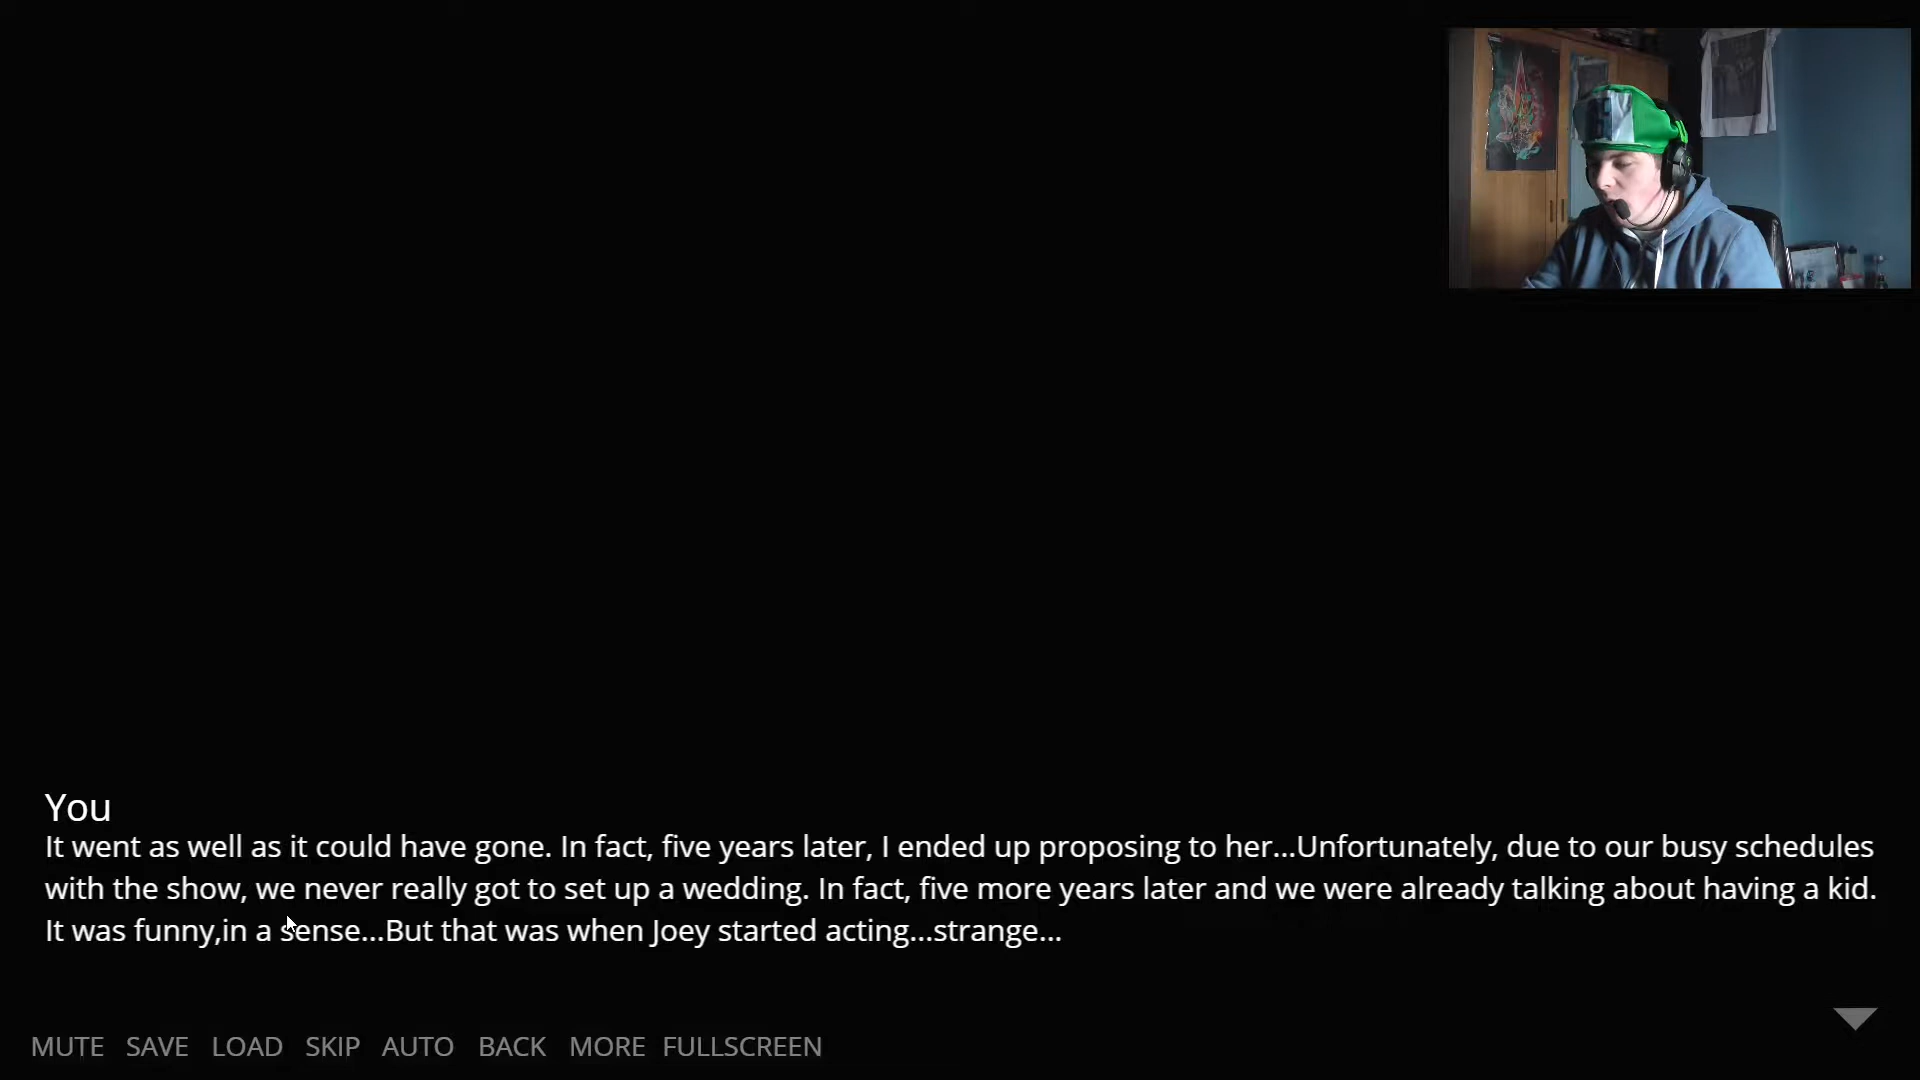 You
It went as well as it could have gone. In fact, five years later, I ended up proposing to her...Unfortunately, due to our busy schedules
with the show, we never really got to set up a wedding. In fact, five more years later and we were already talking about having a kid.
It was funny,in a sense...But that was when Joey started acting...strange...
MUTE SAVE LOAD SKIP AUTO BACK MORE FULLSCREEN